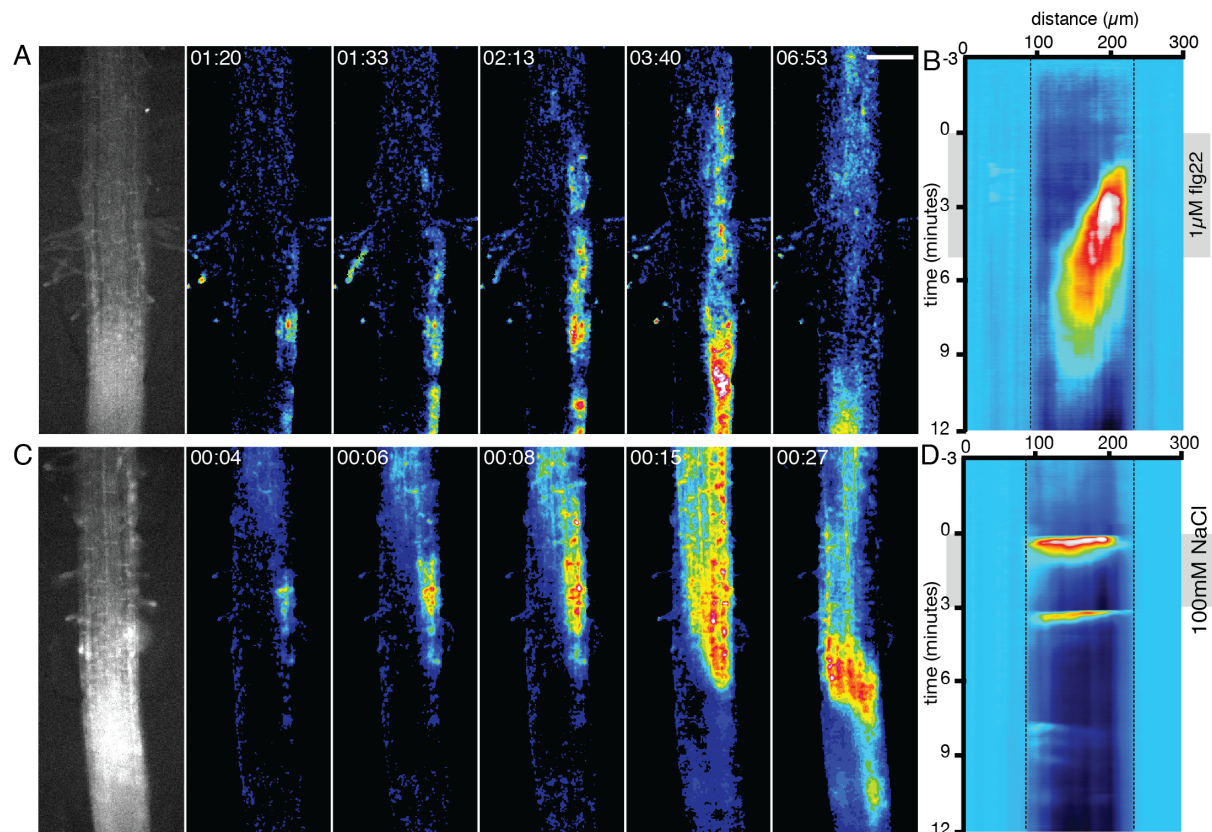 distance (µm)
0 100 200 300
A 01:20 01:33 02:13 03:40 06:53 B
-3
0
3
6
9
12
time (minutes)
1µM flg22
C 00:04 00:06 00:08 00:15 00:27 D
0 100 200 300
-3
0
3
6
9
12
time (minutes)
100mM NaCl